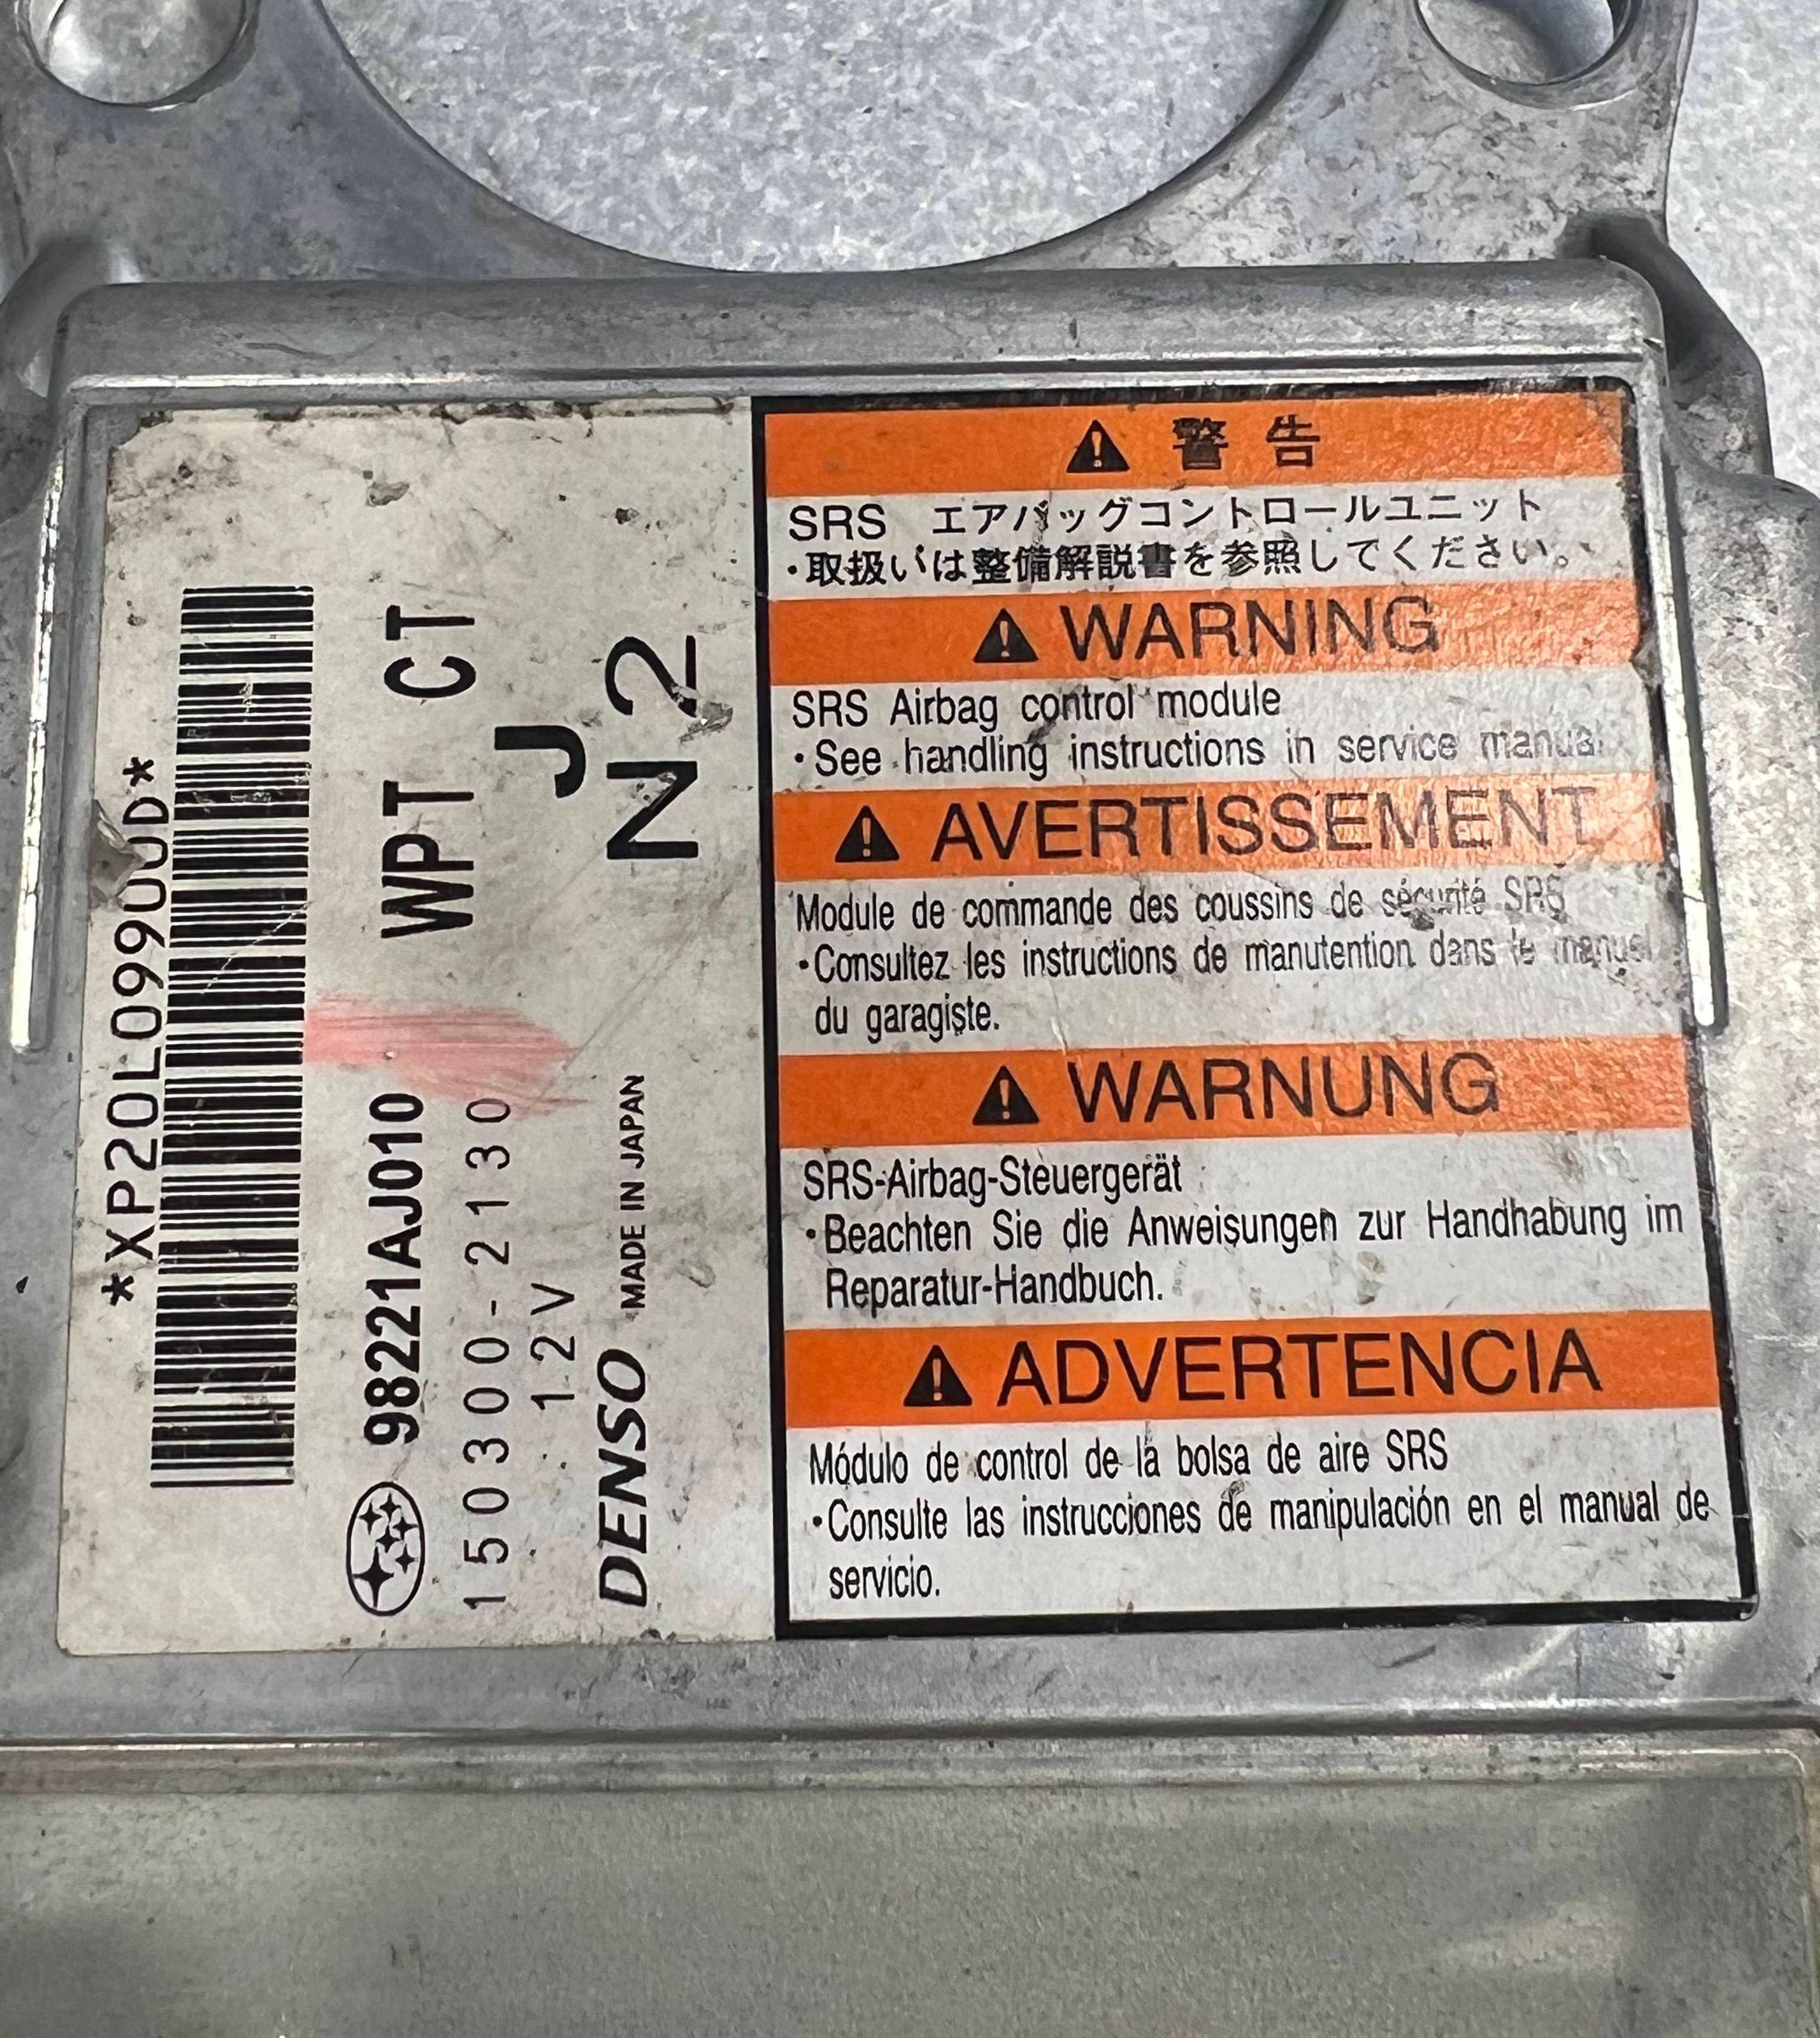 *XP20L0990UD*
98221AJ010 WPT CT
150300-2130 J
12V
DENSO MADE IN JAPAN N2
警告
SRS エアバッグコントロールユニット
・取扱いは整備解説書を参照してください。
WARNING
SRS Airbag control module
・See handling instructions in service manual.
AVERTISSEMENT
Module de commande des coussins de sécurité SRS
・Consultez les instructions de manutention dans le manuel
du garagiste.
WARNUNG
SRS-Airbag-Steuergerät
・Beachten Sie die Anweisungen zur Handhabung im
Reparatur-Handbuch.
ADVERTENCIA
Módulo de control de la bolsa de aire SRS
・Consulte las instrucciones de manipulación en el manual de
servicio.